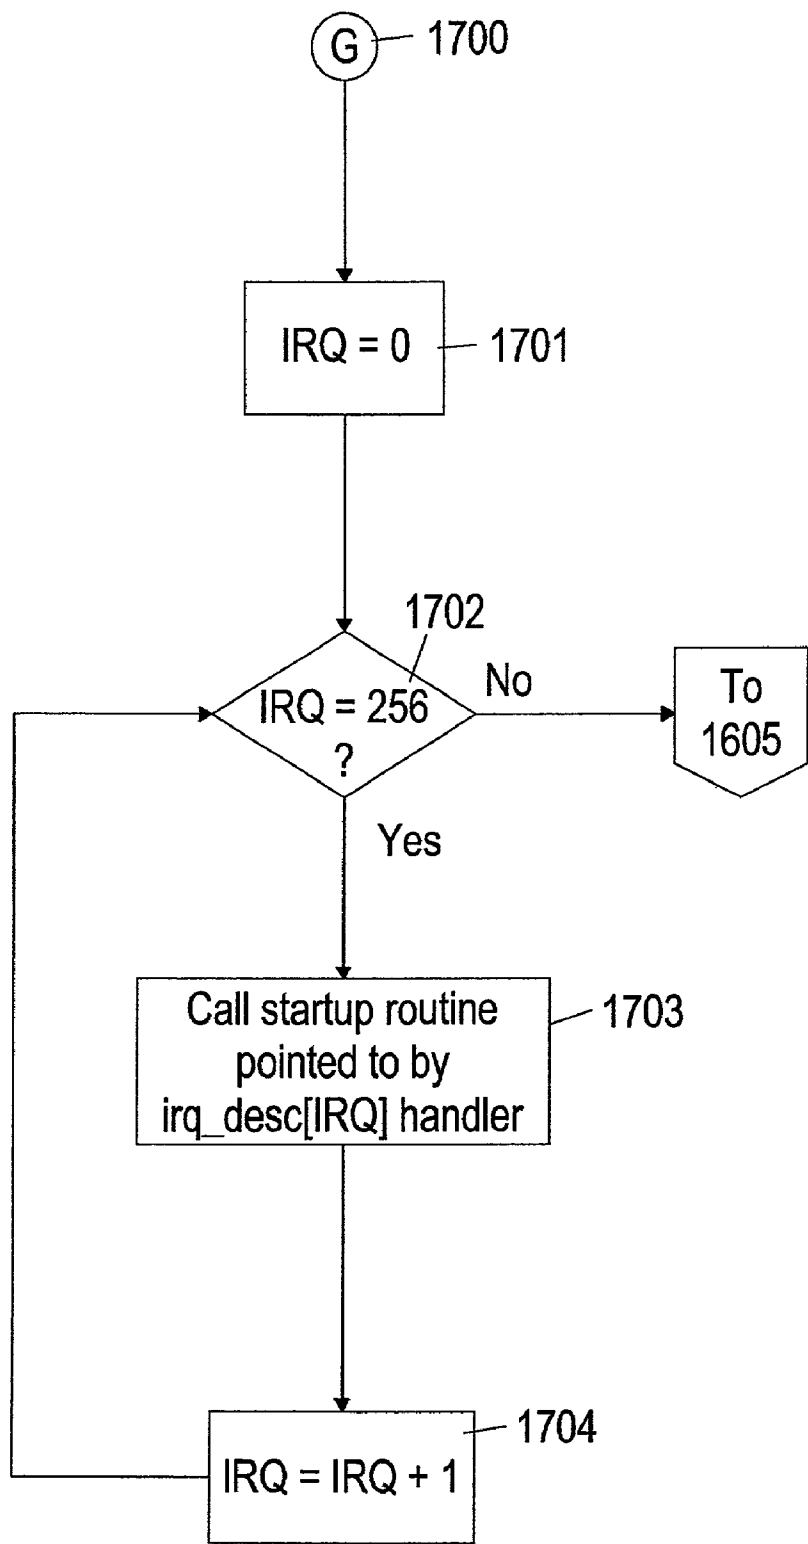 G
1700
IRQ = 0
1701
1702
IRQ = 256
?
No
To
1605
Yes
Call startup routine
pointed to by
irq_desc[IRQ] handler
1703
1704
IRQ = IRQ + 1